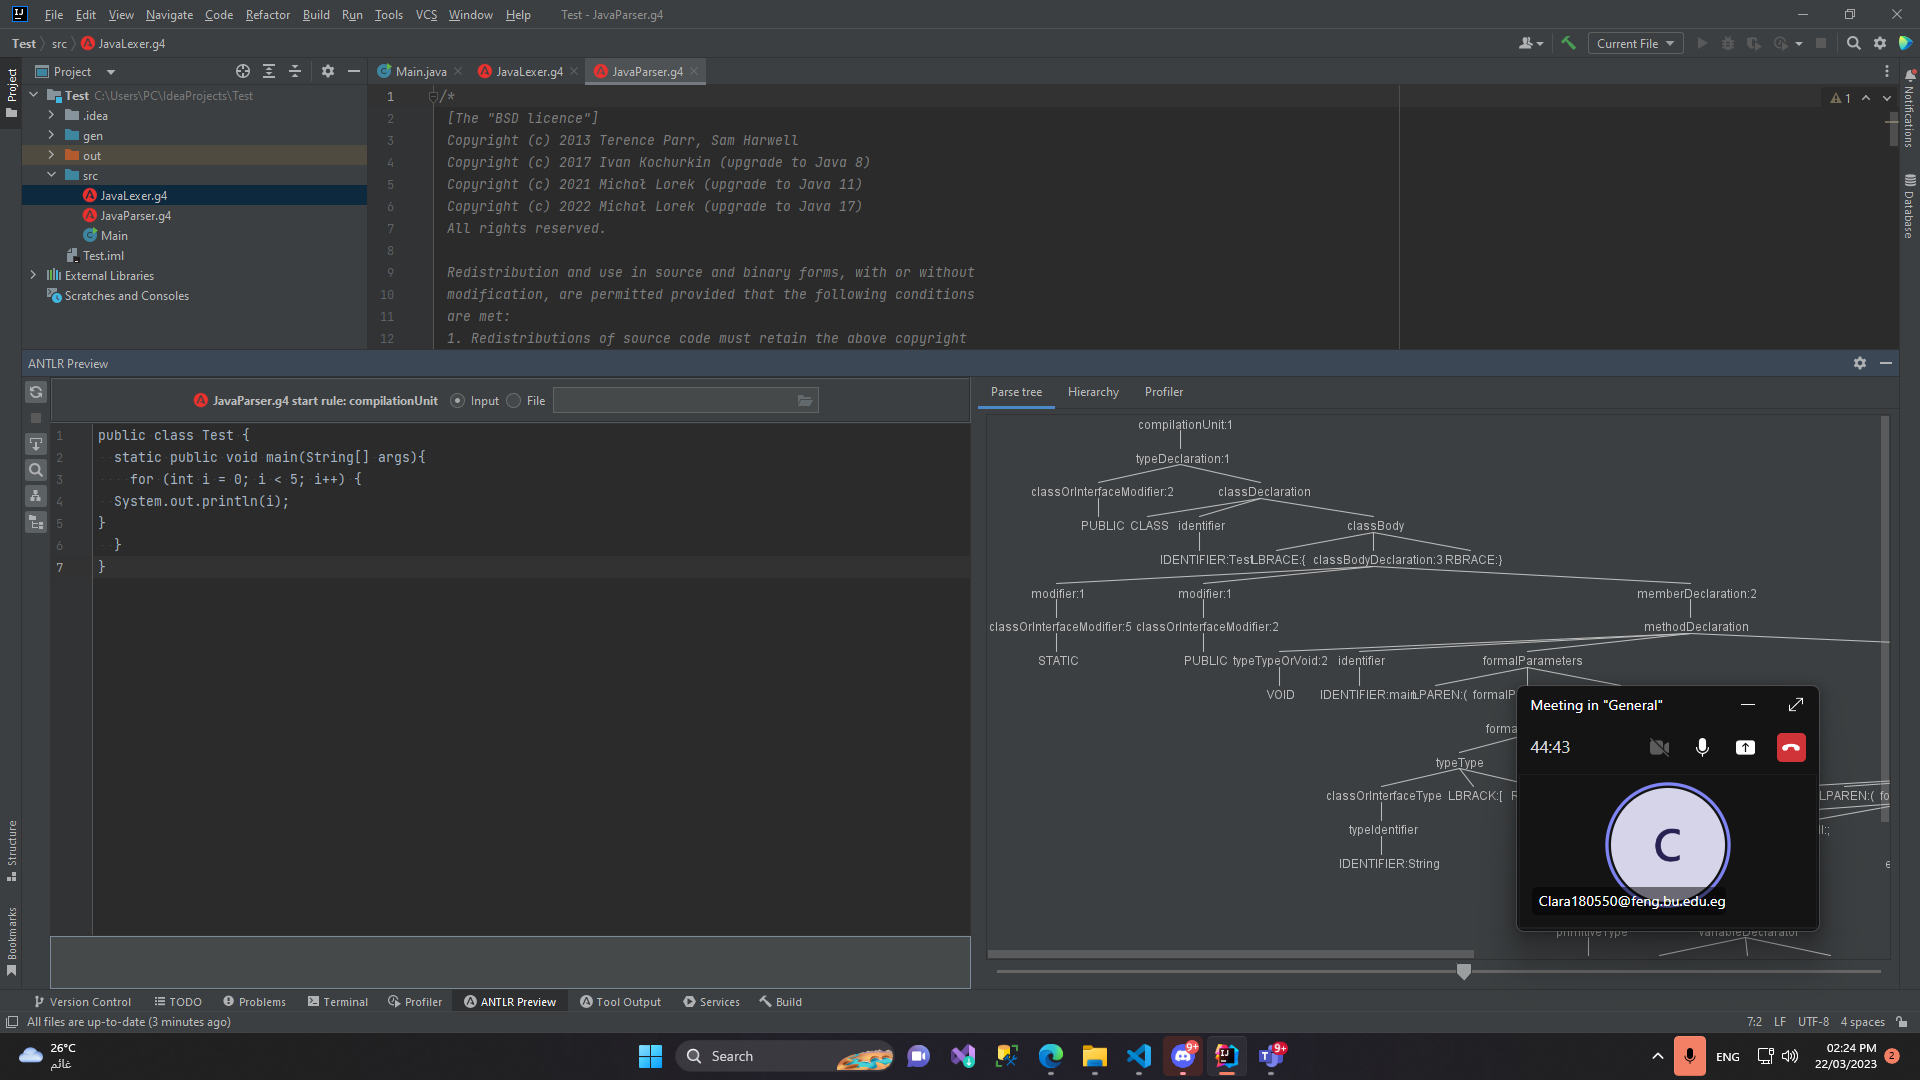 File Edit View Navigate Code Refactor Build Run Tools VCS Window Help Test - JavaParser.g4
Test src JavaLexer.g4
Current File
Project
Main.java JavaLexer.g4 JavaParser.g4
Project
Test C:\Users\PC\IdeaProjects\Test
.idea
gen
out
src
JavaLexer.g4
JavaParser.g4
Main
Test.iml
External Libraries
Scratches and Consoles
1 /*
2 [The "BSD licence"]
3 Copyright (c) 2013 Terence Parr, Sam Harwell
4 Copyright (c) 2017 Ivan Kochurkin (upgrade to Java 8)
5 Copyright (c) 2021 Michał Lorek (upgrade to Java 11)
6 Copyright (c) 2022 Michał Lorek (upgrade to Java 17)
7 All rights reserved.
8
9 Redistribution and use in source and binary forms, with or without
10 modification, are permitted provided that the following conditions
11 are met:
12 1. Redistributions of source code must retain the above copyright
1
Notifications
Database
ANTLR Preview
JavaParser.g4 start rule: compilationUnit Input File
1 public class Test {
2 static public void main(String[] args){
3 for (int i = 0; i < 5; i++) {
4 System.out.println(i);
5 }
6 }
7 }
Parse tree Hierarchy Profiler
compilationUnit:1
typeDeclaration:1
classOrInterfaceModifier:2 classDeclaration
PUBLIC CLASS identifier classBody
IDENTIFIER:Test LBRACE:{ classBodyDeclaration:3 RBRACE:}
modifier:1 modifier:1 memberDeclaration:2
classOrInterfaceModifier:5 classOrInterfaceModifier:2 methodDeclaration
STATIC PUBLIC typeTypeOrVoid:2 identifier formalParameters
VOID IDENTIFIER:main LPAREN:( formalP
forma
typeType
classOrInterfaceType LBRACK:[ LPAREN:( fo
typeIdentifier
IDENTIFIER:String
primitiveType variableDeclarator
Meeting in "General"
44:43
C
Clara180550@feng.bu.edu.eg
Structure
Bookmarks
Version Control TODO Problems Terminal Profiler ANTLR Preview Tool Output Services Build
All files are up-to-date (3 minutes ago)
7:2 LF UTF-8 4 spaces
26°C
غائم
Search
9+
9+
ENG
02:24 PM
22/03/2023
2